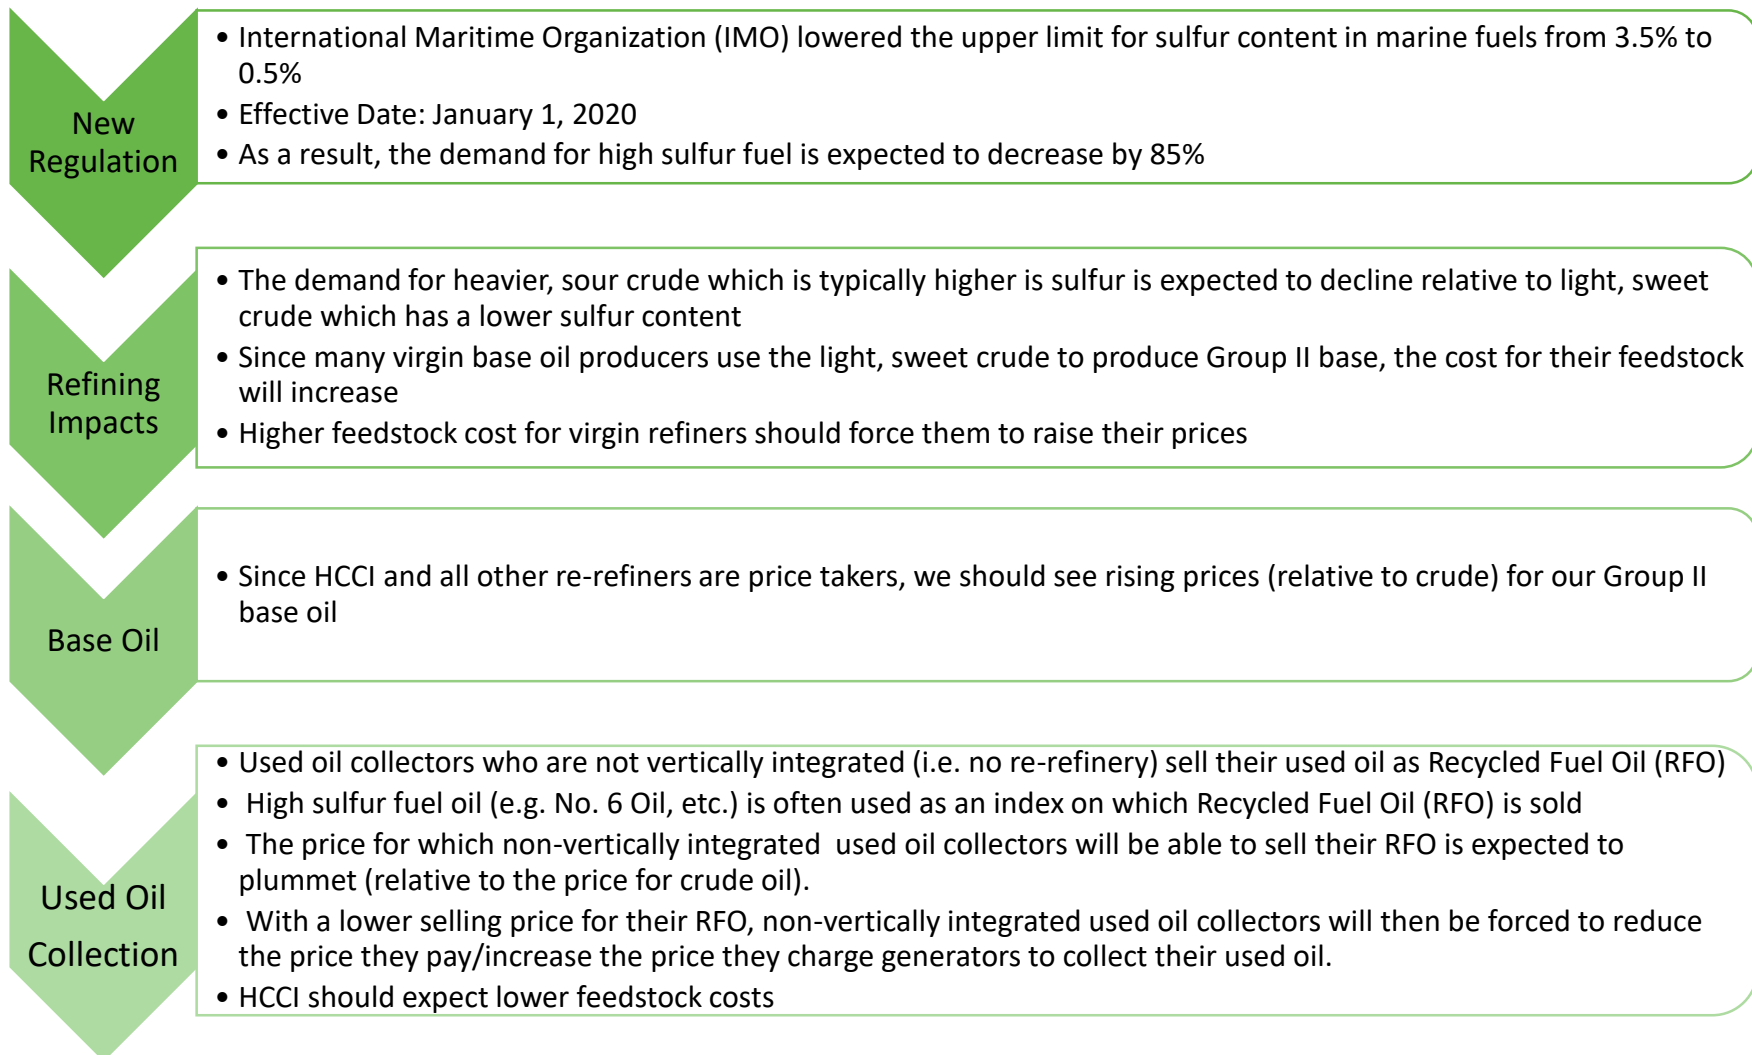 New
Regulation
• International Maritime Organization (IMO) lowered the upper limit for sulfur content in marine fuels from 3.5% to
0.5%
• Effective Date: January 1, 2020
• As a result, the demand for high sulfur fuel is expected to decrease by 85%
Refining
Impacts
• The demand for heavier, sour crude which is typically higher is sulfur is expected to decline relative to light, sweet
crude which has a lower sulfur content
• Since many virgin base oil producers use the light, sweet crude to produce Group II base, the cost for their feedstock
will increase
• Higher feedstock cost for virgin refiners should force them to raise their prices
Base Oil
• Since HCCI and all other re-refiners are price takers, we should see rising prices (relative to crude) for our Group II
base oil
Used Oil
Collection
• Used oil collectors who are not vertically integrated (i.e. no re-refinery) sell their used oil as Recycled Fuel Oil (RFO)
• High sulfur fuel oil (e.g. No. 6 Oil, etc.) is often used as an index on which Recycled Fuel Oil (RFO) is sold
• The price for which non-vertically integrated used oil collectors will be able to sell their RFO is expected to
plummet (relative to the price for crude oil).
• With a lower selling price for their RFO, non-vertically integrated used oil collectors will then be forced to reduce
the price they pay/increase the price they charge generators to collect their used oil.
• HCCI should expect lower feedstock costs